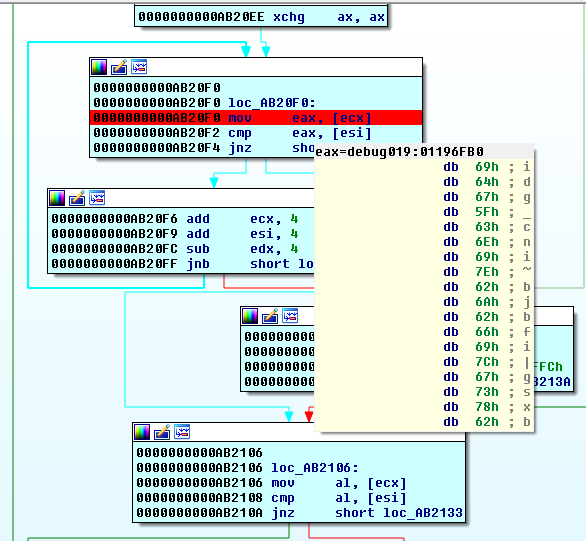 0000000000AB20EE xchg ax, ax
0000000000AB20F0
0000000000AB20F0 loc_AB20F0:
0000000000AB20F0 mov eax, [ecx]
0000000000AB20F2 cmp eax, [esi]
0000000000AB20F4 jnz sho
eax=debug019:01196FB0
db 69h ; i
db 64h ; d
db 67h ; g
db 5Fh ; _
db 63h ; c
db 6Eh ; n
db 69h ; i
db 7Eh ; ~
db 62h ; b
db 6Ah ; j
db 62h ; b
db 66h ; f
db 69h ; i
db 7Ch ; |
db 67h ; g
db 73h ; s
db 78h ; x
db 62h ; b
0000000000AB20F6 add ecx, 4
0000000000AB20F9 add esi, 4
0000000000AB20FC sub edx, 4
0000000000AB20FF jnb short lo
00000
00000
00000 FFCh
00000 B213A
0000000000AB2106
0000000000AB2106 loc_AB2106:
0000000000AB2106 mov al, [ecx]
0000000000AB2108 cmp al, [esi]
0000000000AB210A jnz short loc_AB2133